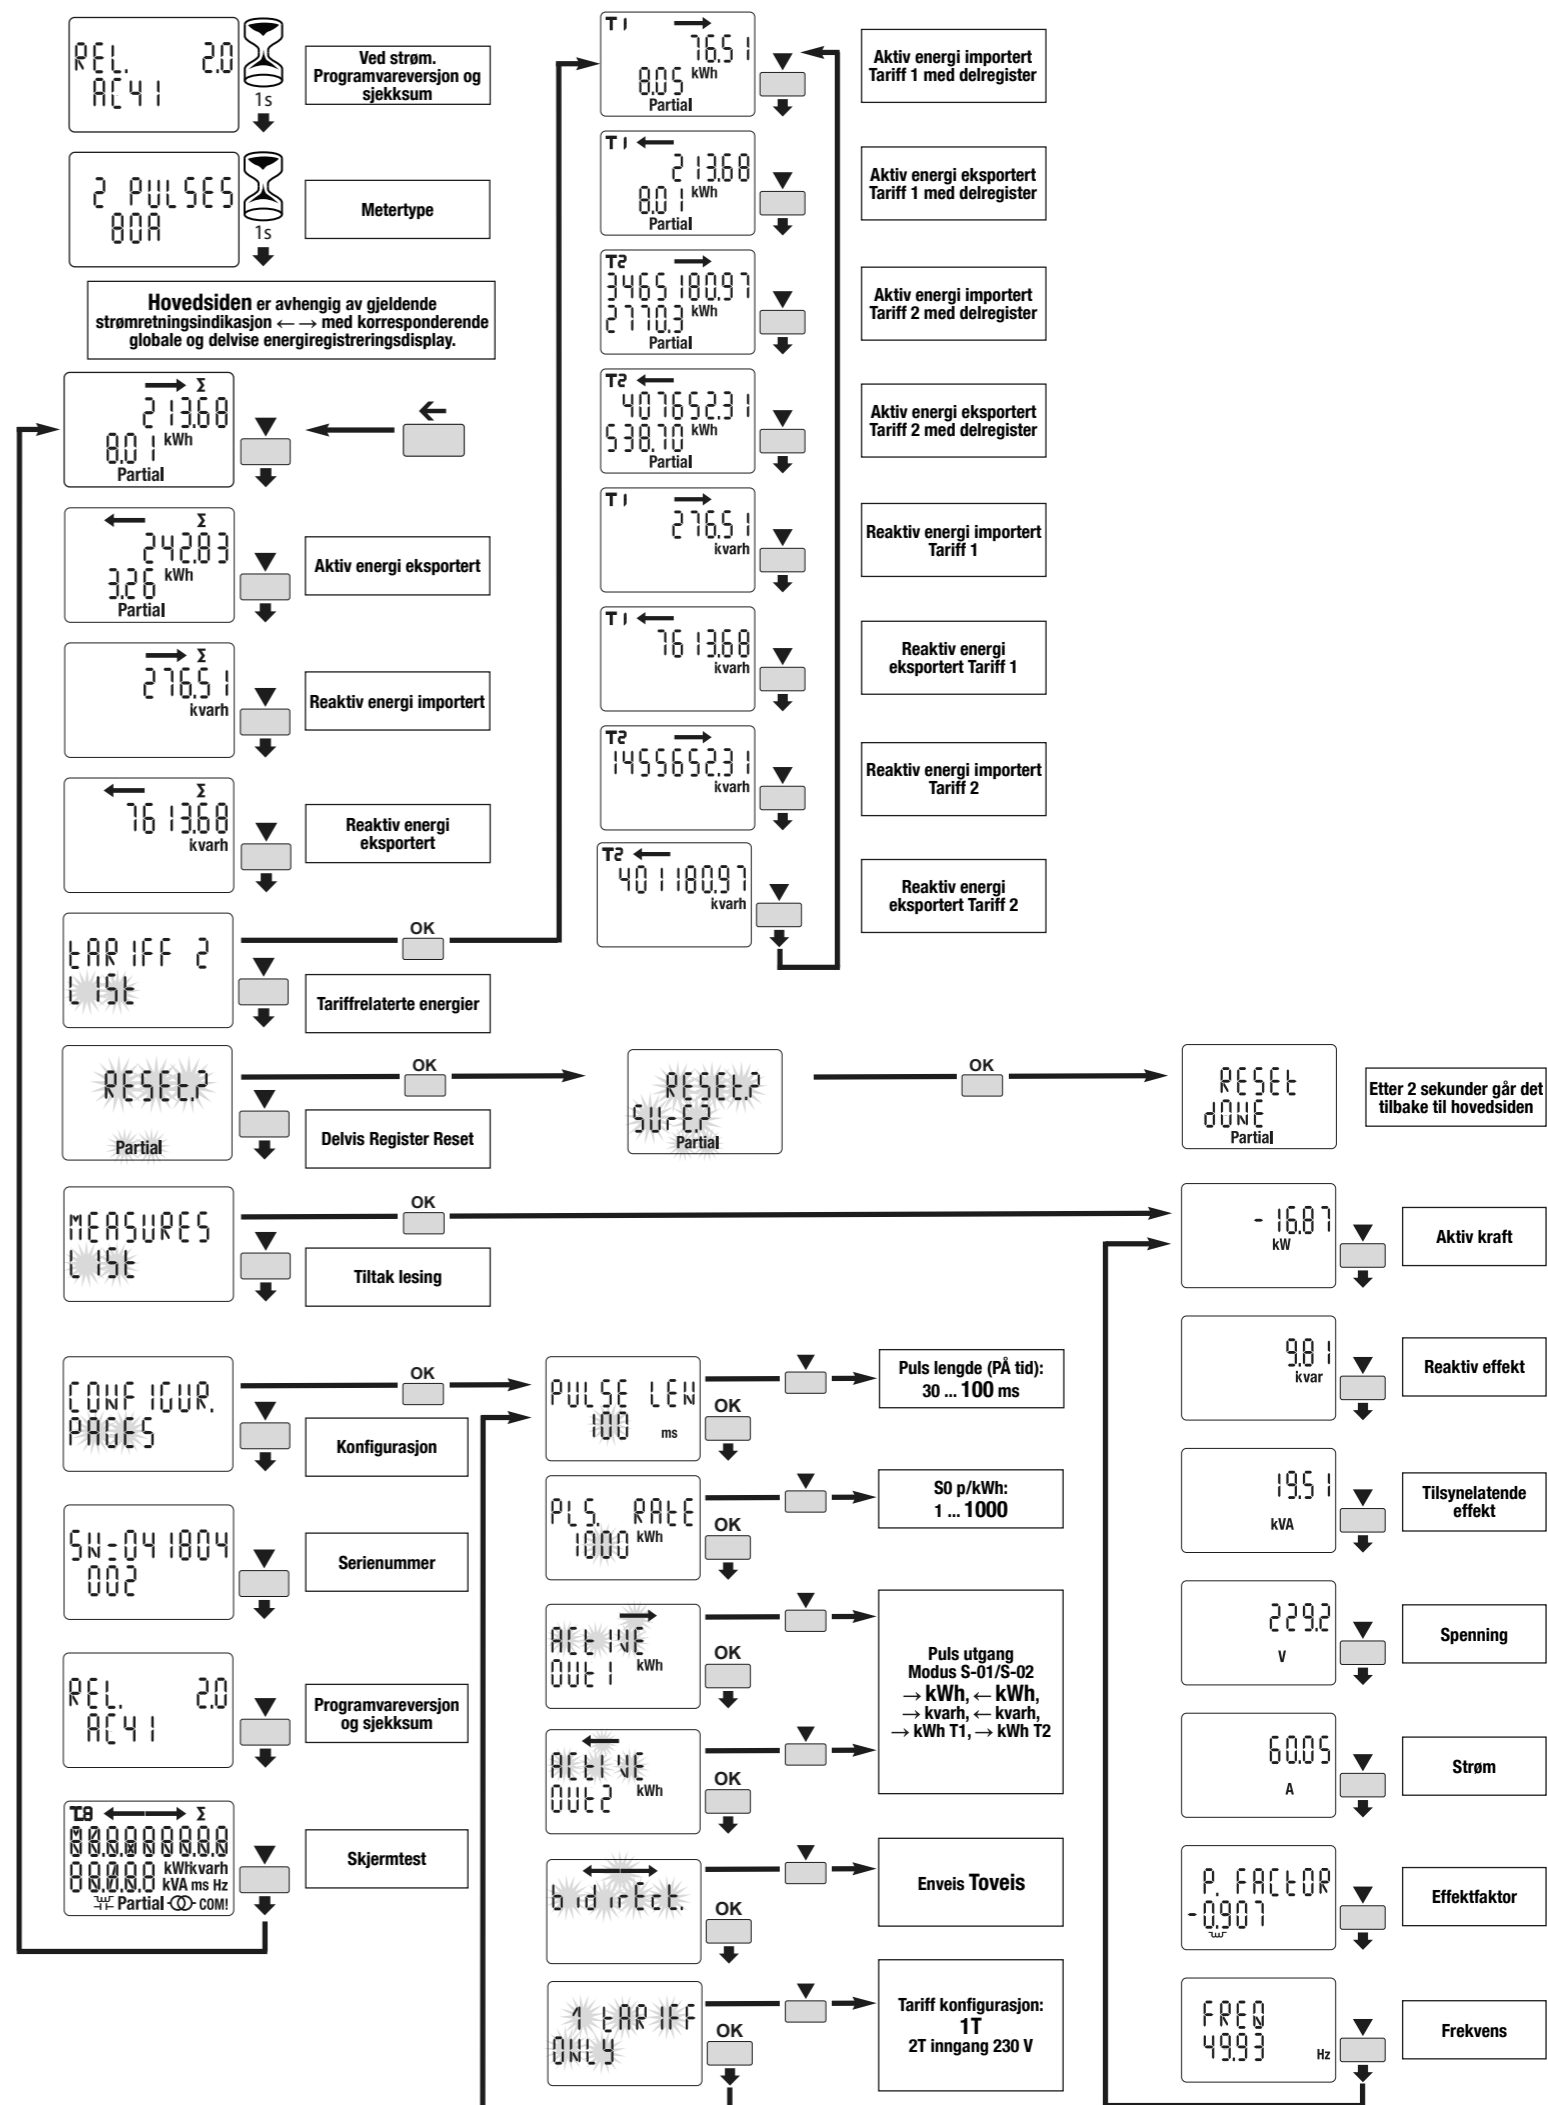 REL. 2.0
AC41
1s
Ved strøm.
Programvareversjon og
sjekksum
2 PULSES
80A
1s
Metertype
Hovedsiden er avhengig av gjeldende
strømretningsindikasjon ← → med korresponderende
globale og delvise energiregistreringsdisplay.
→ Σ
213.68
8.01 kWh
Partial
←
← Σ
242.83
3.26 kWh
Partial
Aktiv energi eksportert
→ Σ
276.51
kvarh
Reaktiv energi importert
← Σ
7613.68
kvarh
Reaktiv energi
eksportert
tARIFF 2
LISt
OK
Tariffrelaterte energier
T1 →
76.51
8.05 kWh
Partial
Aktiv energi importert
Tariff 1 med delregister
T1 ←
213.68
8.01 kWh
Partial
Aktiv energi eksportert
Tariff 1 med delregister
T2 →
3465180.97
2770.3 kWh
Partial
Aktiv energi importert
Tariff 2 med delregister
T2 ←
407652.31
538.70 kWh
Partial
Aktiv energi eksportert
Tariff 2 med delregister
T1 →
276.51
kvarh
Reaktiv energi importert
Tariff 1
T1 ←
7613.68
kvarh
Reaktiv energi
eksportert Tariff 1
T2 →
1455652.31
kvarh
Reaktiv energi importert
Tariff 2
T2 ←
401180.97
kvarh
Reaktiv energi
eksportert Tariff 2
RESEt.?
Partial
OK
Delvis Register Reset
RESEt.?
SUrE.?
Partial
OK
RESEt
dONE
Partial
Etter 2 sekunder går det
tilbake til hovedsiden
MEASURES
LISt
OK
Tiltak lesing
-16.87
kW
Aktiv kraft
9.81
kvar
Reaktiv effekt
19.51
kVA
Tilsynelatende
effekt
229.2
V
Spenning
60.05
A
Strøm
P. FACtOR
-0.907
Effektfaktor
FREQ
49.93 Hz
Frekvens
CONFIGUR.
PAGES
OK
Konfigurasjon
SN-041804
002
Serienummer
REL. 2.0
AC41
Programvareversjon
og sjekksum
T.8 ← → Σ
kWhkvarh
kVA ms Hz
Partial COM!
Skjermtest
PULSE LEN
100 ms
OK
Puls lengde (PÅ tid):
30 ... 100 ms
PLS. RAtE
1000 kWh
OK
S0 p/kWh:
1 ... 1000
→
ACtIVE
OUt1 kWh
OK
←
ACtIVE
OUt2 kWh
OK
Puls utgang
Modus S-01/S-02
→ kWh, ← kWh,
→ kvarh, ← kvarh,
→ kWh T1, → kWh T2
← →
bidirEct.
OK
Enveis Toveis
1 tARIFF
ONLY
OK
Tariff konfigurasjon:
1T
2T inngang 230 V